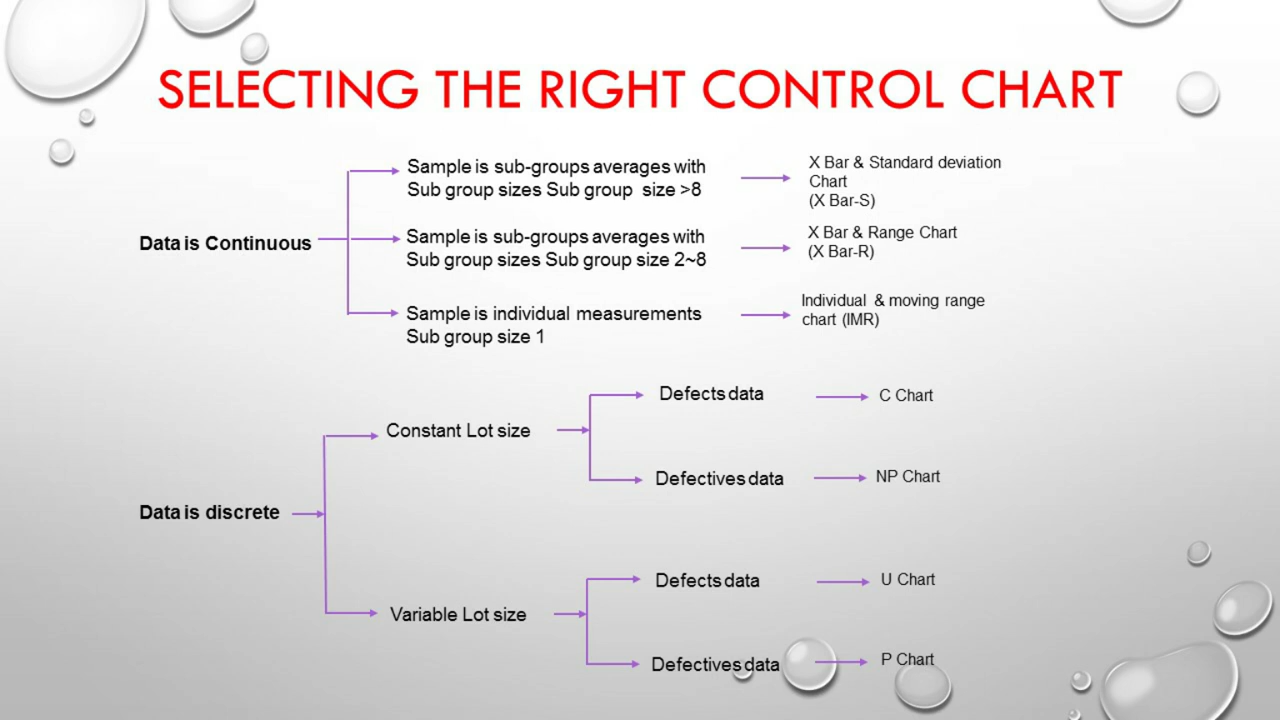 SELECTING THE RIGHT CONTROL CHART
Data is Continuous
Sample is sub-groups averages with
Sub group sizes Sub group size >8
X Bar & Standard deviation
Chart
(X Bar-S)
Sample is sub-groups averages with
Sub group sizes Sub group size 2~8
X Bar & Range Chart
(X Bar-R)
Sample is individual measurements
Sub group size 1
Individual & moving range
chart (IMR)
Data is discrete
Constant Lot size
Defects data
C Chart
Defectives data
NP Chart
Variable Lot size
Defects data
U Chart
Defectives data
P Chart